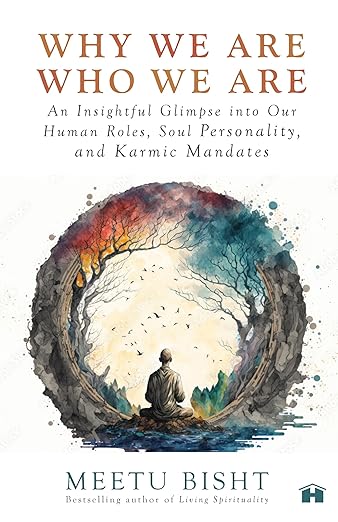 WHY WE ARE
WHO WE ARE
An Insightful Glimpse into Our
Human Roles, Soul Personality,
and Karmic Mandates
MEETU BISHT
Bestselling author of Living Spirituality